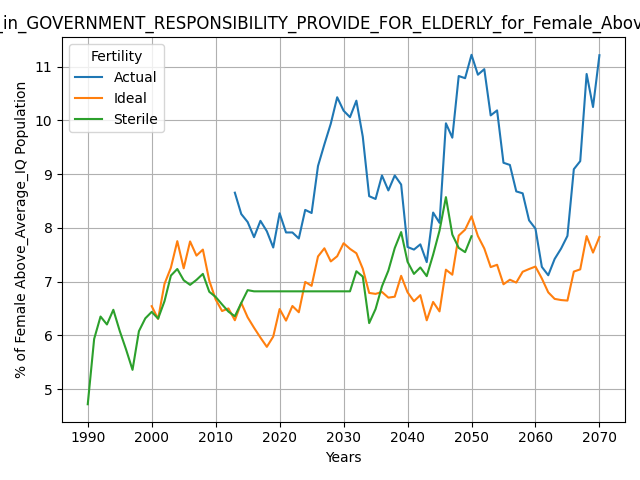 _in_GOVERNMENT_RESPONSIBILITY_PROVIDE_FOR_ELDERLY_for_Female_Abov
Fertility
Actual
Ideal
Sterile
% of Female Above_Average_IQ Population
11
10
9
8
7
6
5
1990 2000 2010 2020 2030 2040 2050 2060 2070
Years